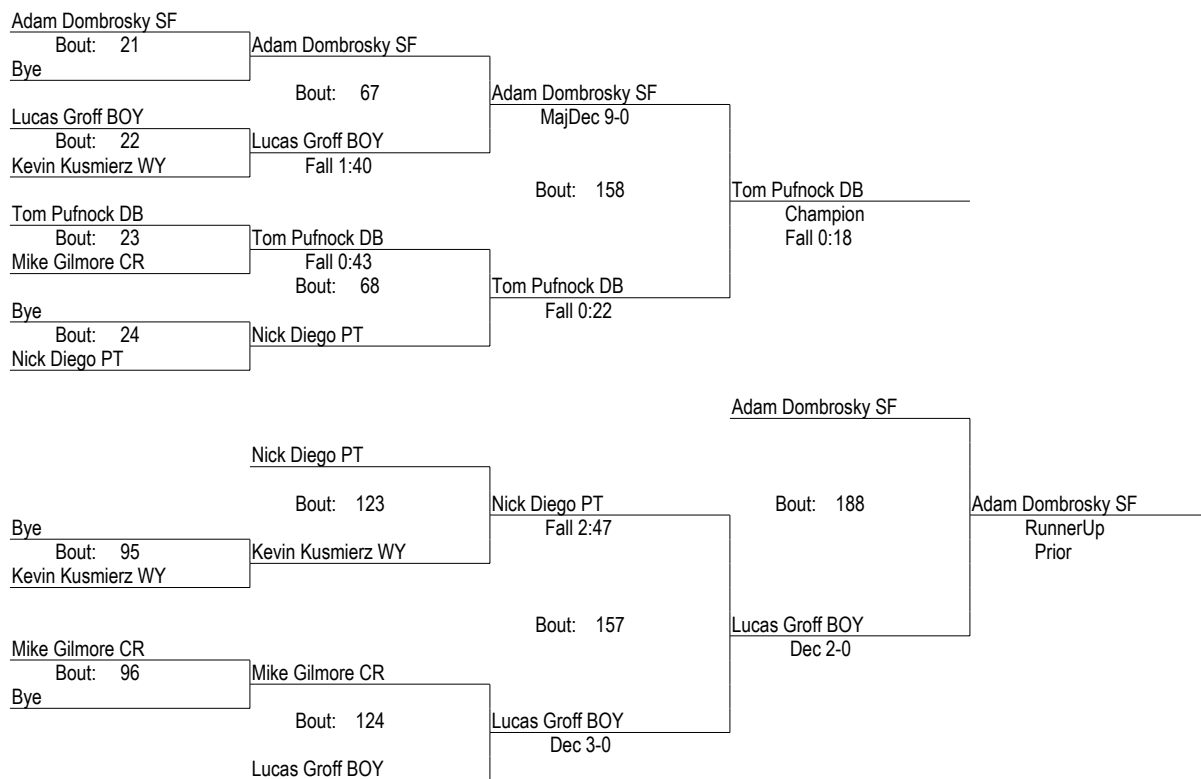 Adam Dombrosky SF
Bout: 21
Adam Dombrosky SF
Bye
Bout: 67
Adam Dombrosky SF
MajDec 9-0
Lucas Groff BOY
Bout: 22
Lucas Groff BOY
Kevin Kusmierz WY
Fall 1:40
Bout: 158
Tom Pufnock DB
Champion
Fall 0:18
Tom Pufnock DB
Bout: 23
Tom Pufnock DB
Mike Gilmore CR
Fall 0:43
Bout: 68
Tom Pufnock DB
Fall 0:22
Bye
Bout: 24
Nick Diego PT
Nick Diego PT
Adam Dombrosky SF
Nick Diego PT
Bout: 123
Nick Diego PT
Fall 2:47
Bout: 188
Adam Dombrosky SF
RunnerUp
Prior
Bye
Bout: 95
Kevin Kusmierz WY
Kevin Kusmierz WY
Bout: 157
Lucas Groff BOY
Dec 2-0
Mike Gilmore CR
Bout: 96
Mike Gilmore CR
Bye
Bout: 124
Lucas Groff BOY
Dec 3-0
Lucas Groff BOY